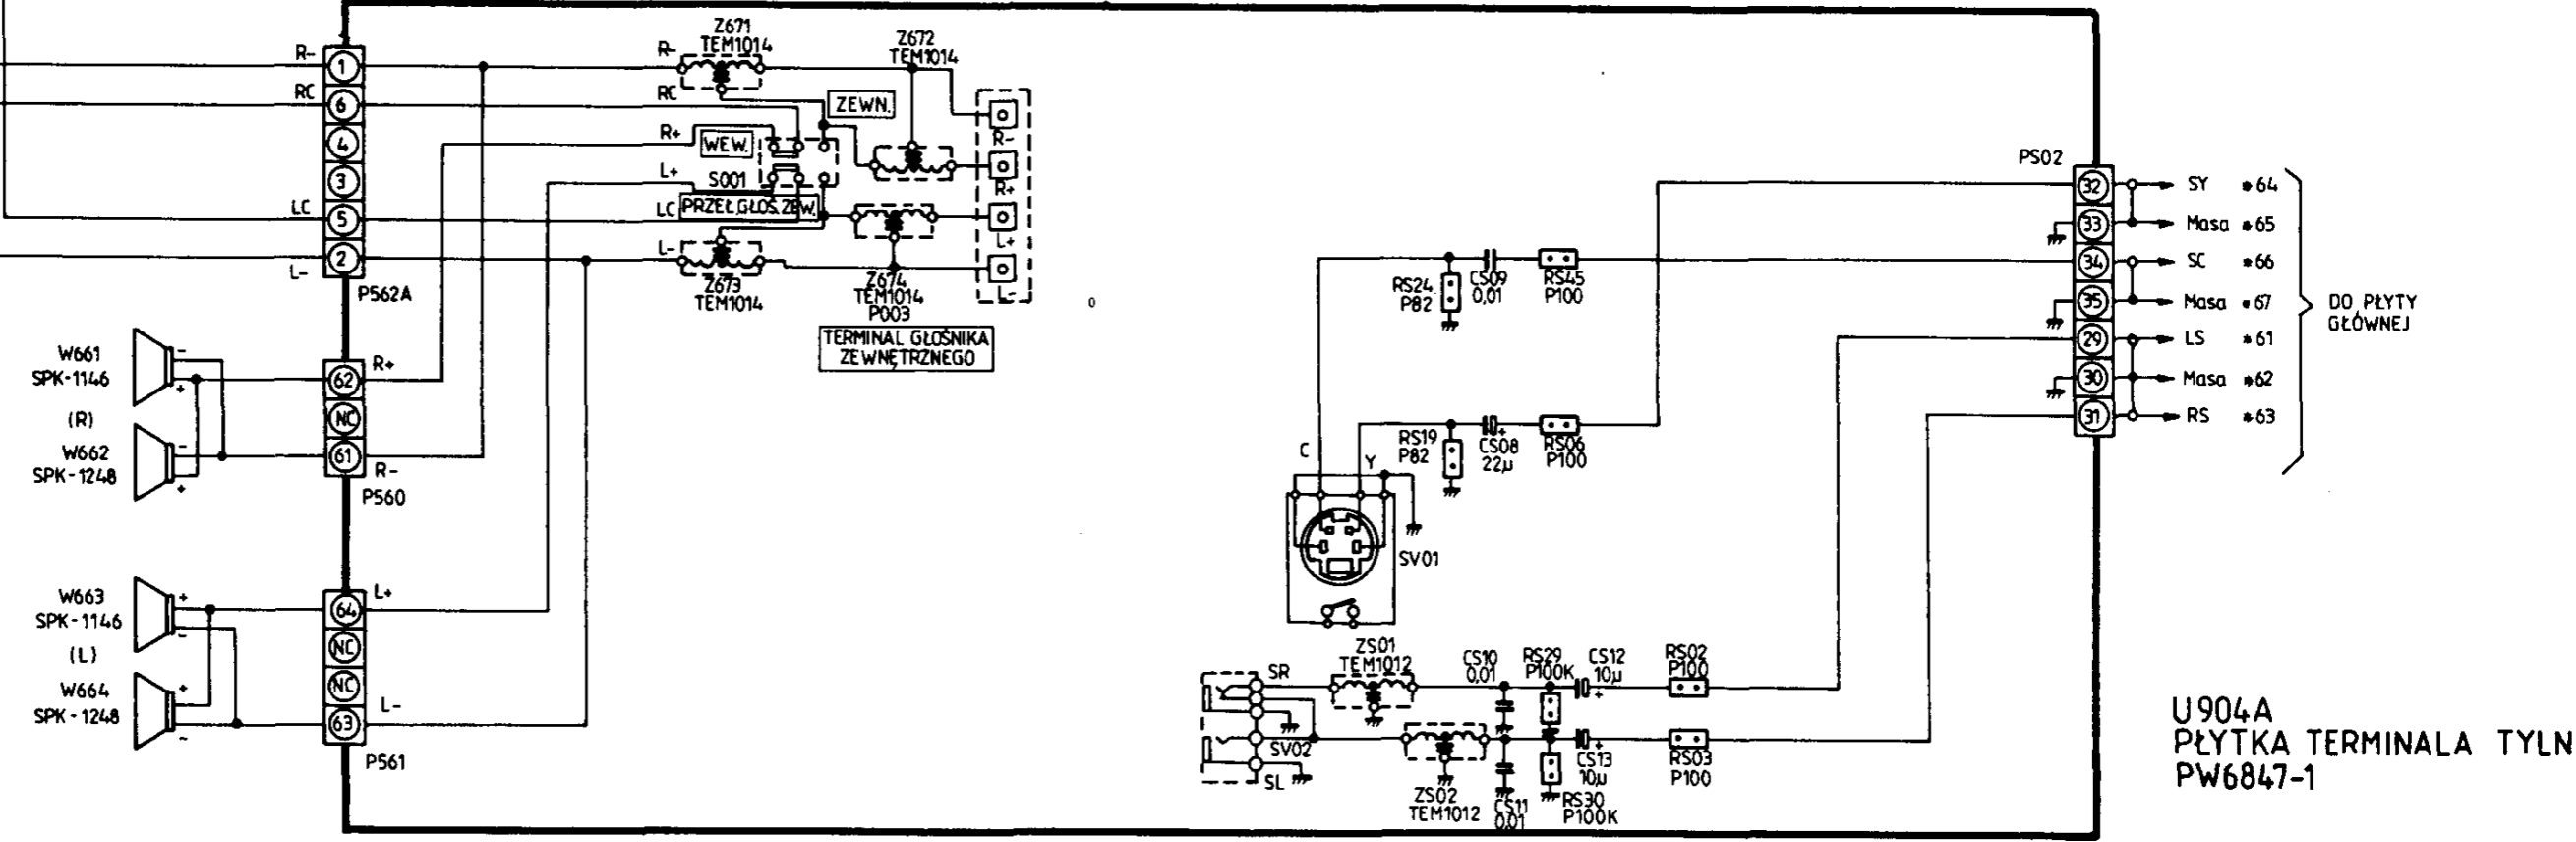 Z671
TEM1014
Z672
TEM1014
R-
1
R-
RC
6
RC
ZEWN.
4
R+
WEW.
R-
3
L+
S001
R+
LC
5
LC
PRZEŁ.GŁOŚ.ZEW.
L+
2
L-
L-
L-
P562A
Z673
TEM1014
Z674
TEM1014
P003
TERMINAL GŁOŚNIKA
ZEWNĘTRZNEGO
W661
SPK-1146
-
+
(R)
W662
SPK-1248
-
+
62
R+
NC
61
R-
P560
W663
SPK-1146
+
-
(L)
W664
SPK-1248
+
-
64
L+
NC
NC
63
L-
P561
PS02
32
SY *64
33
Masa *65
34
SC *66
35
Masa *67
29
LS *61
30
Masa *62
31
RS *63
DO PŁYTY
GŁÓWNEJ
RS24
P82
CS09
0,01
RS45
P100
RS19
P82
CS08
22µ
+
RS06
P100
C
Y
SV01
SR
ZS01
TEM1012
CS10
0,01
RS29
P100K
CS12
10µ
+
RS02
P100
SV02
SL
ZS02
TEM1012
CS11
0,01
RS30
P100K
CS13
10µ
+
RS03
P100
U904A
PŁYTKA TERMINALA TYLN
PW6847-1